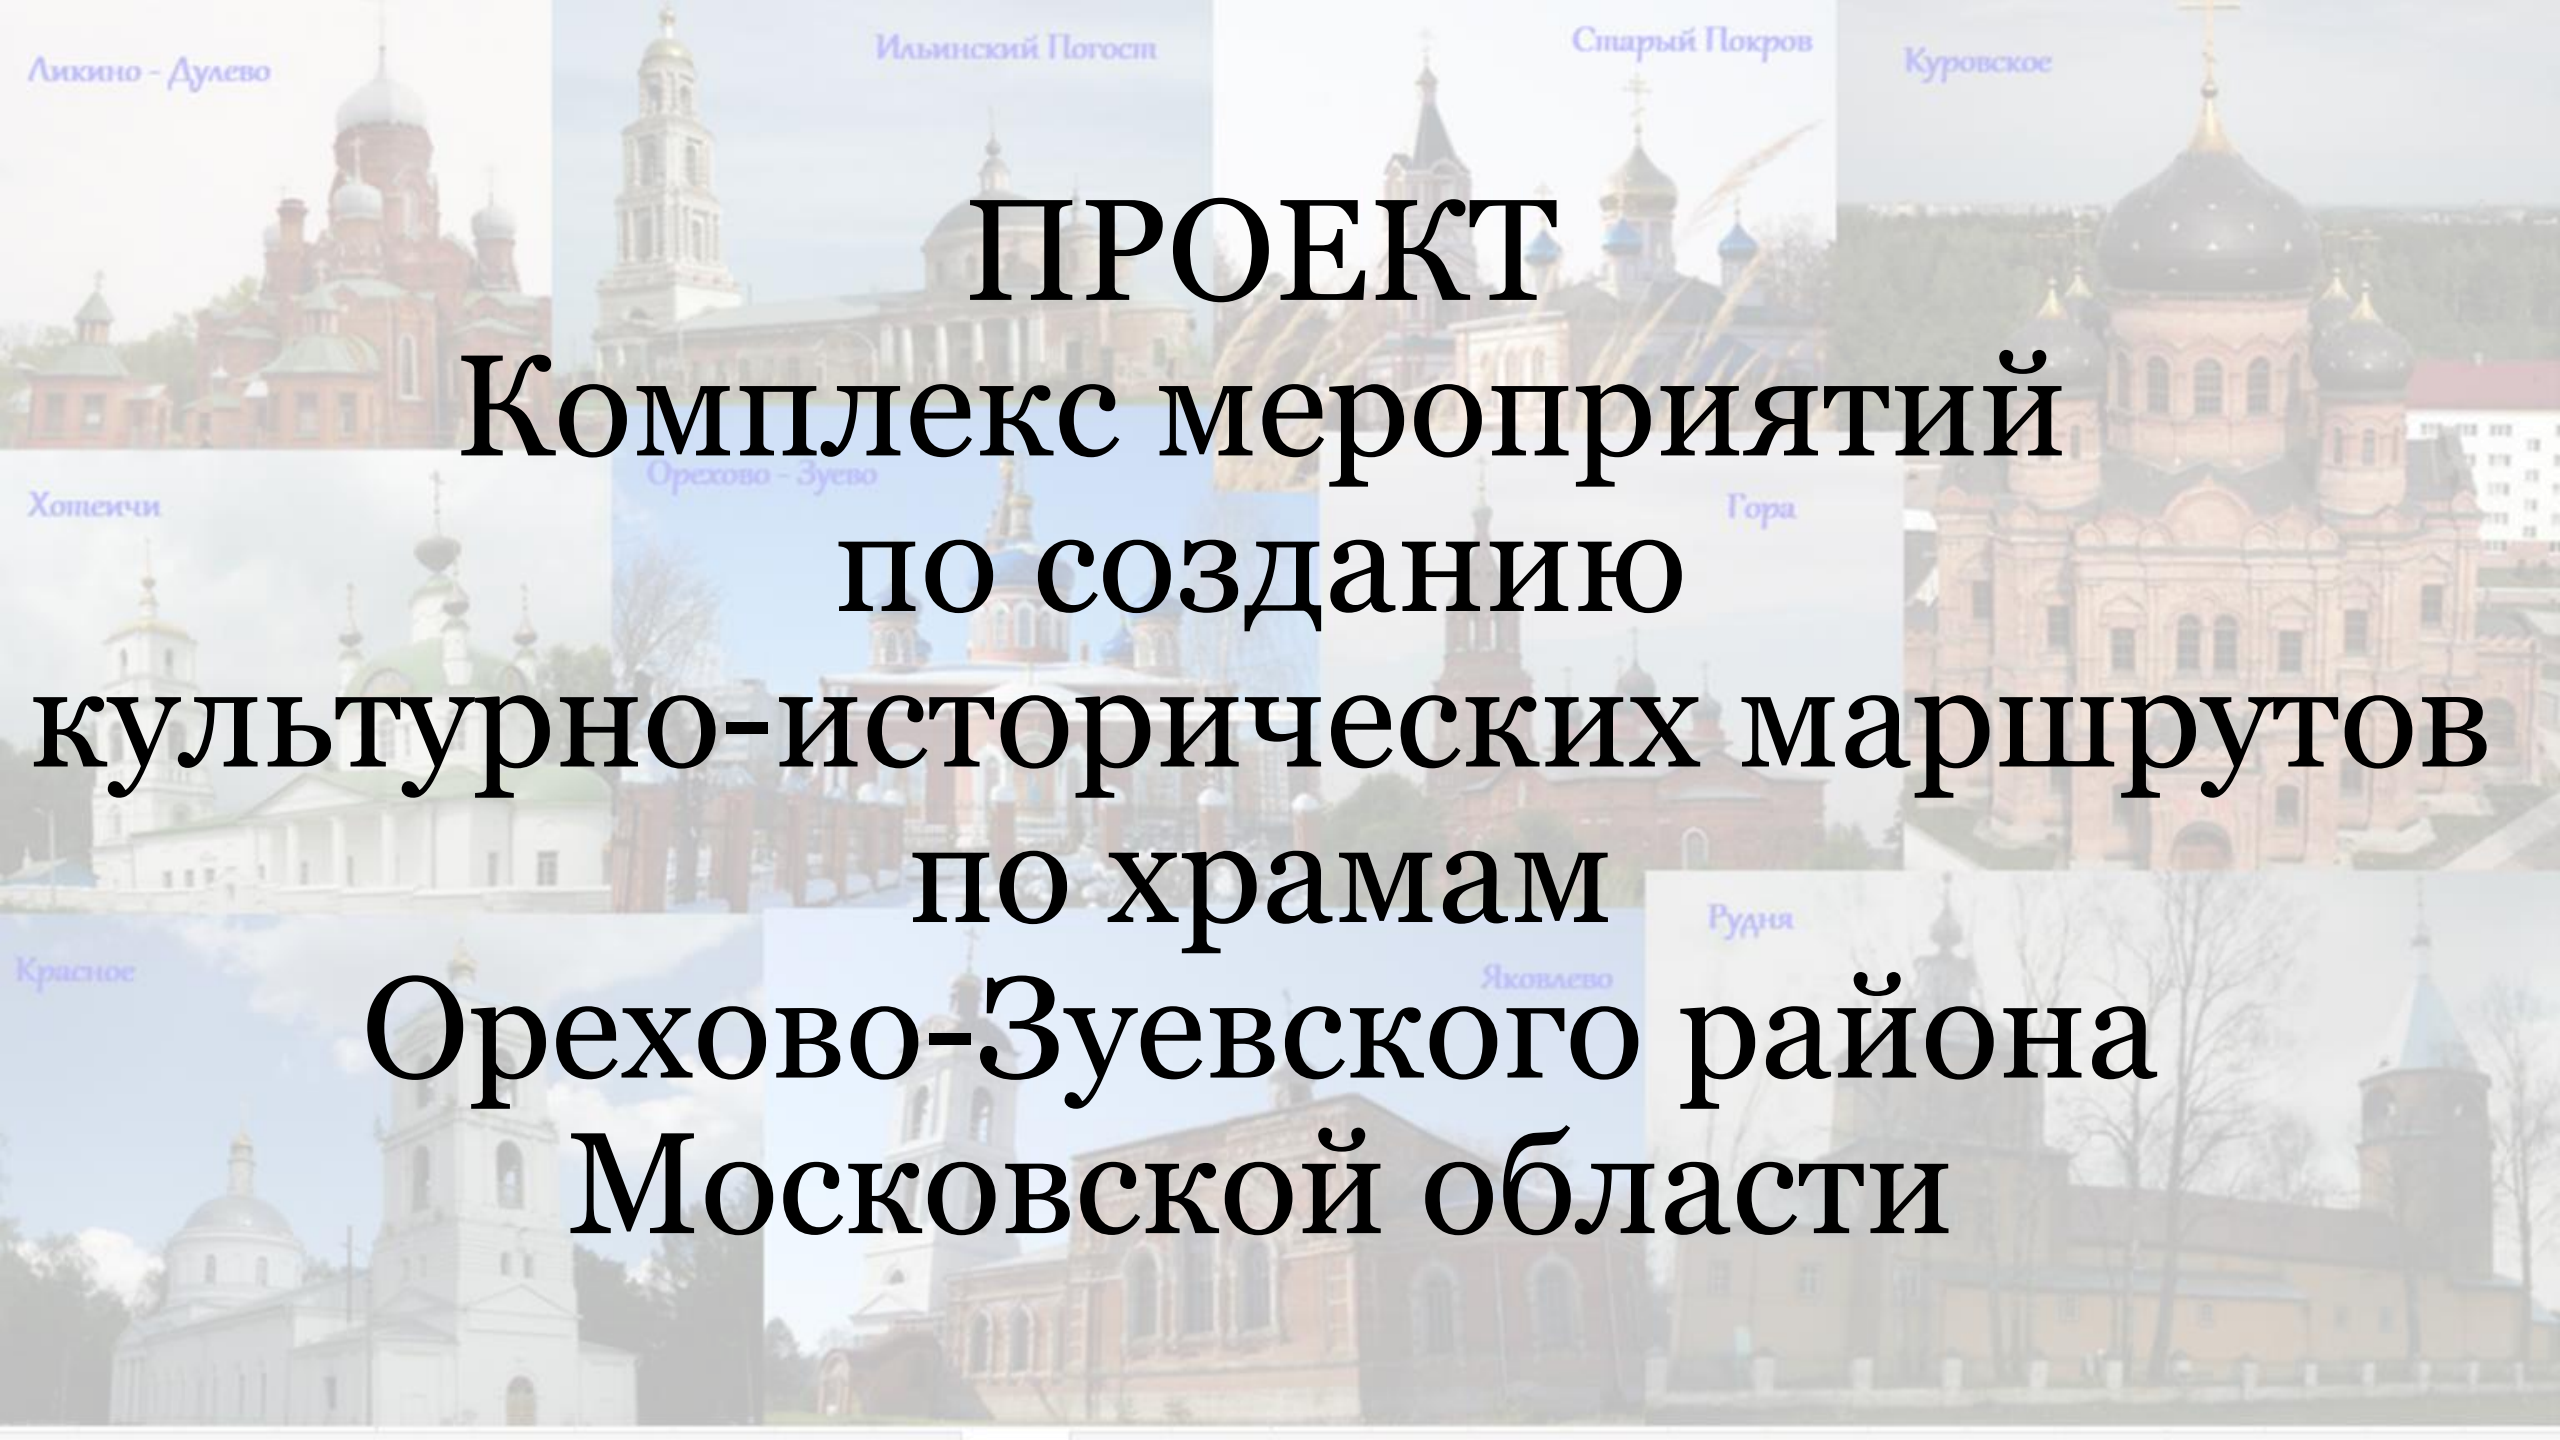 Ликино - Дулево
Ильинский Погост
Старый Покров
Куровское
ПРОЕКТ
Комплекс мероприятий
по созданию
культурно-исторических маршрутов
по храмам
Орехово-Зуевского района
Московской области
Хотеичи
Орехово - Зуево
Гора
Красное
Яковлево
Рудня